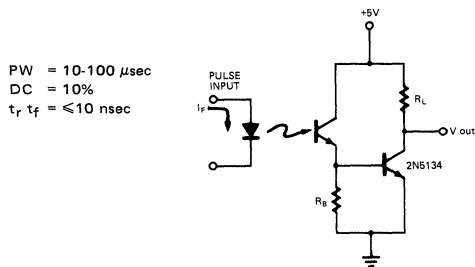 PW = 10-100 μsec
DC = 10%
tr tf = ≤10 nsec
PULSE
INPUT
IF
+5V
RL
V out
2N5134
RB